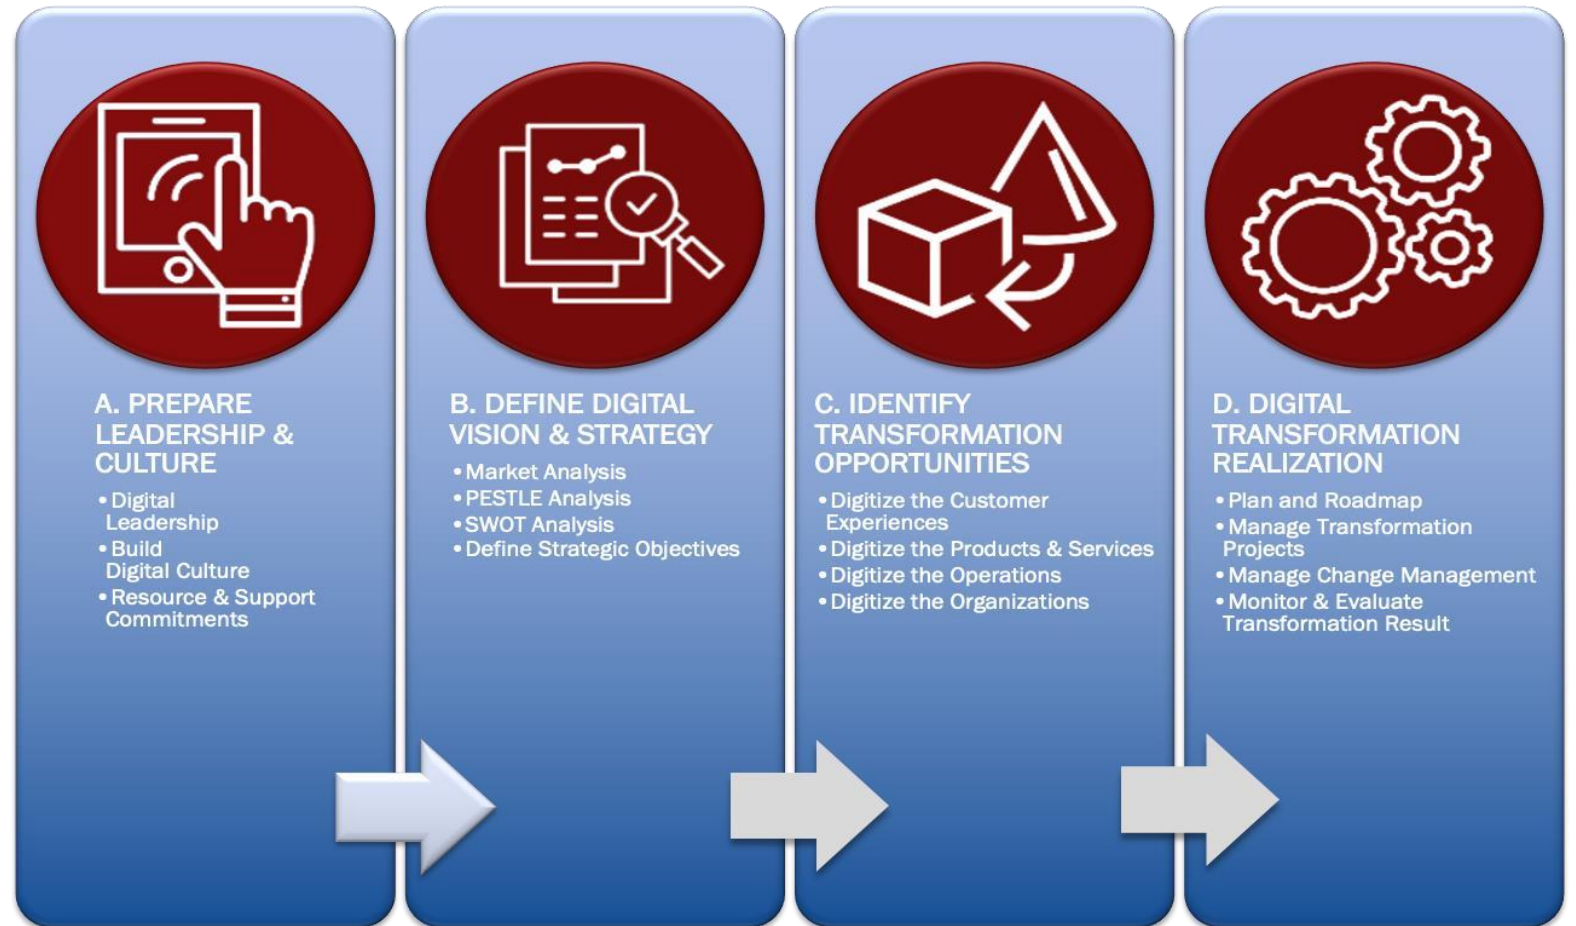 A. PREPARE
LEADERSHIP &
CULTURE
• Digital
Leadership
• Build
Digital Culture
• Resource & Support
Commitments
B. DEFINE DIGITAL
VISION & STRATEGY
• Market Analysis
• PESTLE Analysis
• SWOT Analysis
• Define Strategic Objectives
C. IDENTIFY
TRANSFORMATION
OPPORTUNITIES
• Digitize the Customer
Experiences
• Digitize the Products & Services
• Digitize the Operations
• Digitize the Organizations
D. DIGITAL
TRANSFORMATION
REALIZATION
• Plan and Roadmap
• Manage Transformation
Projects
• Manage Change Management
• Monitor & Evaluate
Transformation Result